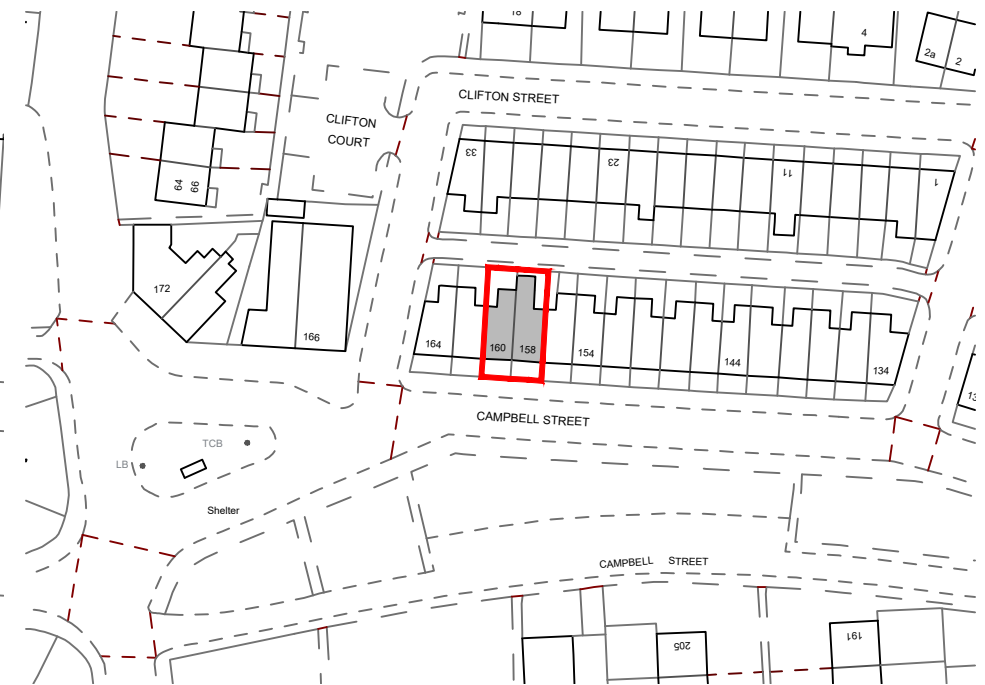 4
2a
2
CLIFTON STREET
CLIFTON
COURT
33
23
11
1
64
66
172
166
164
160
158
154
144
134
CAMPBELL STREET
TCB
LB
Shelter
CAMPBELL STREET
205
191